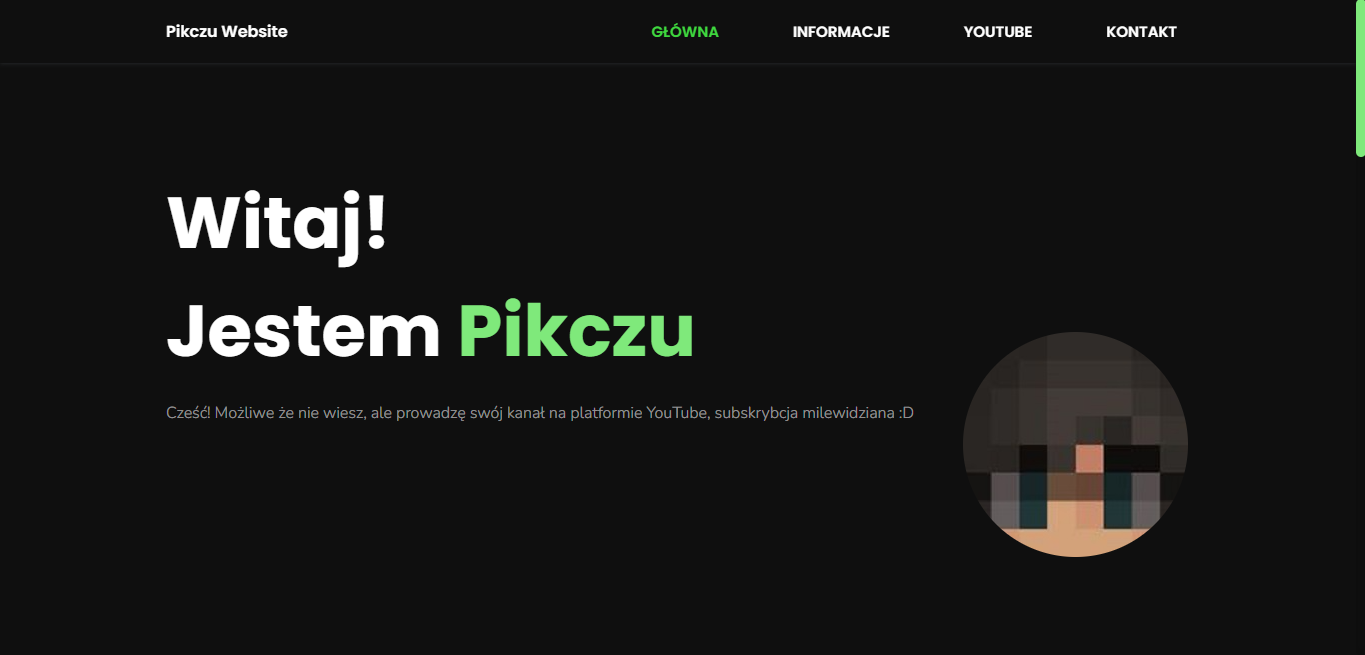 Pikczu Website
GŁÓWNA
INFORMACJE
YOUTUBE
KONTAKT
Witaj!
Jestem Pikczu
Cześć! Możliwe że nie wiesz, ale prowadzę swój kanał na platformie YouTube, subskrybcja milewidziana :D